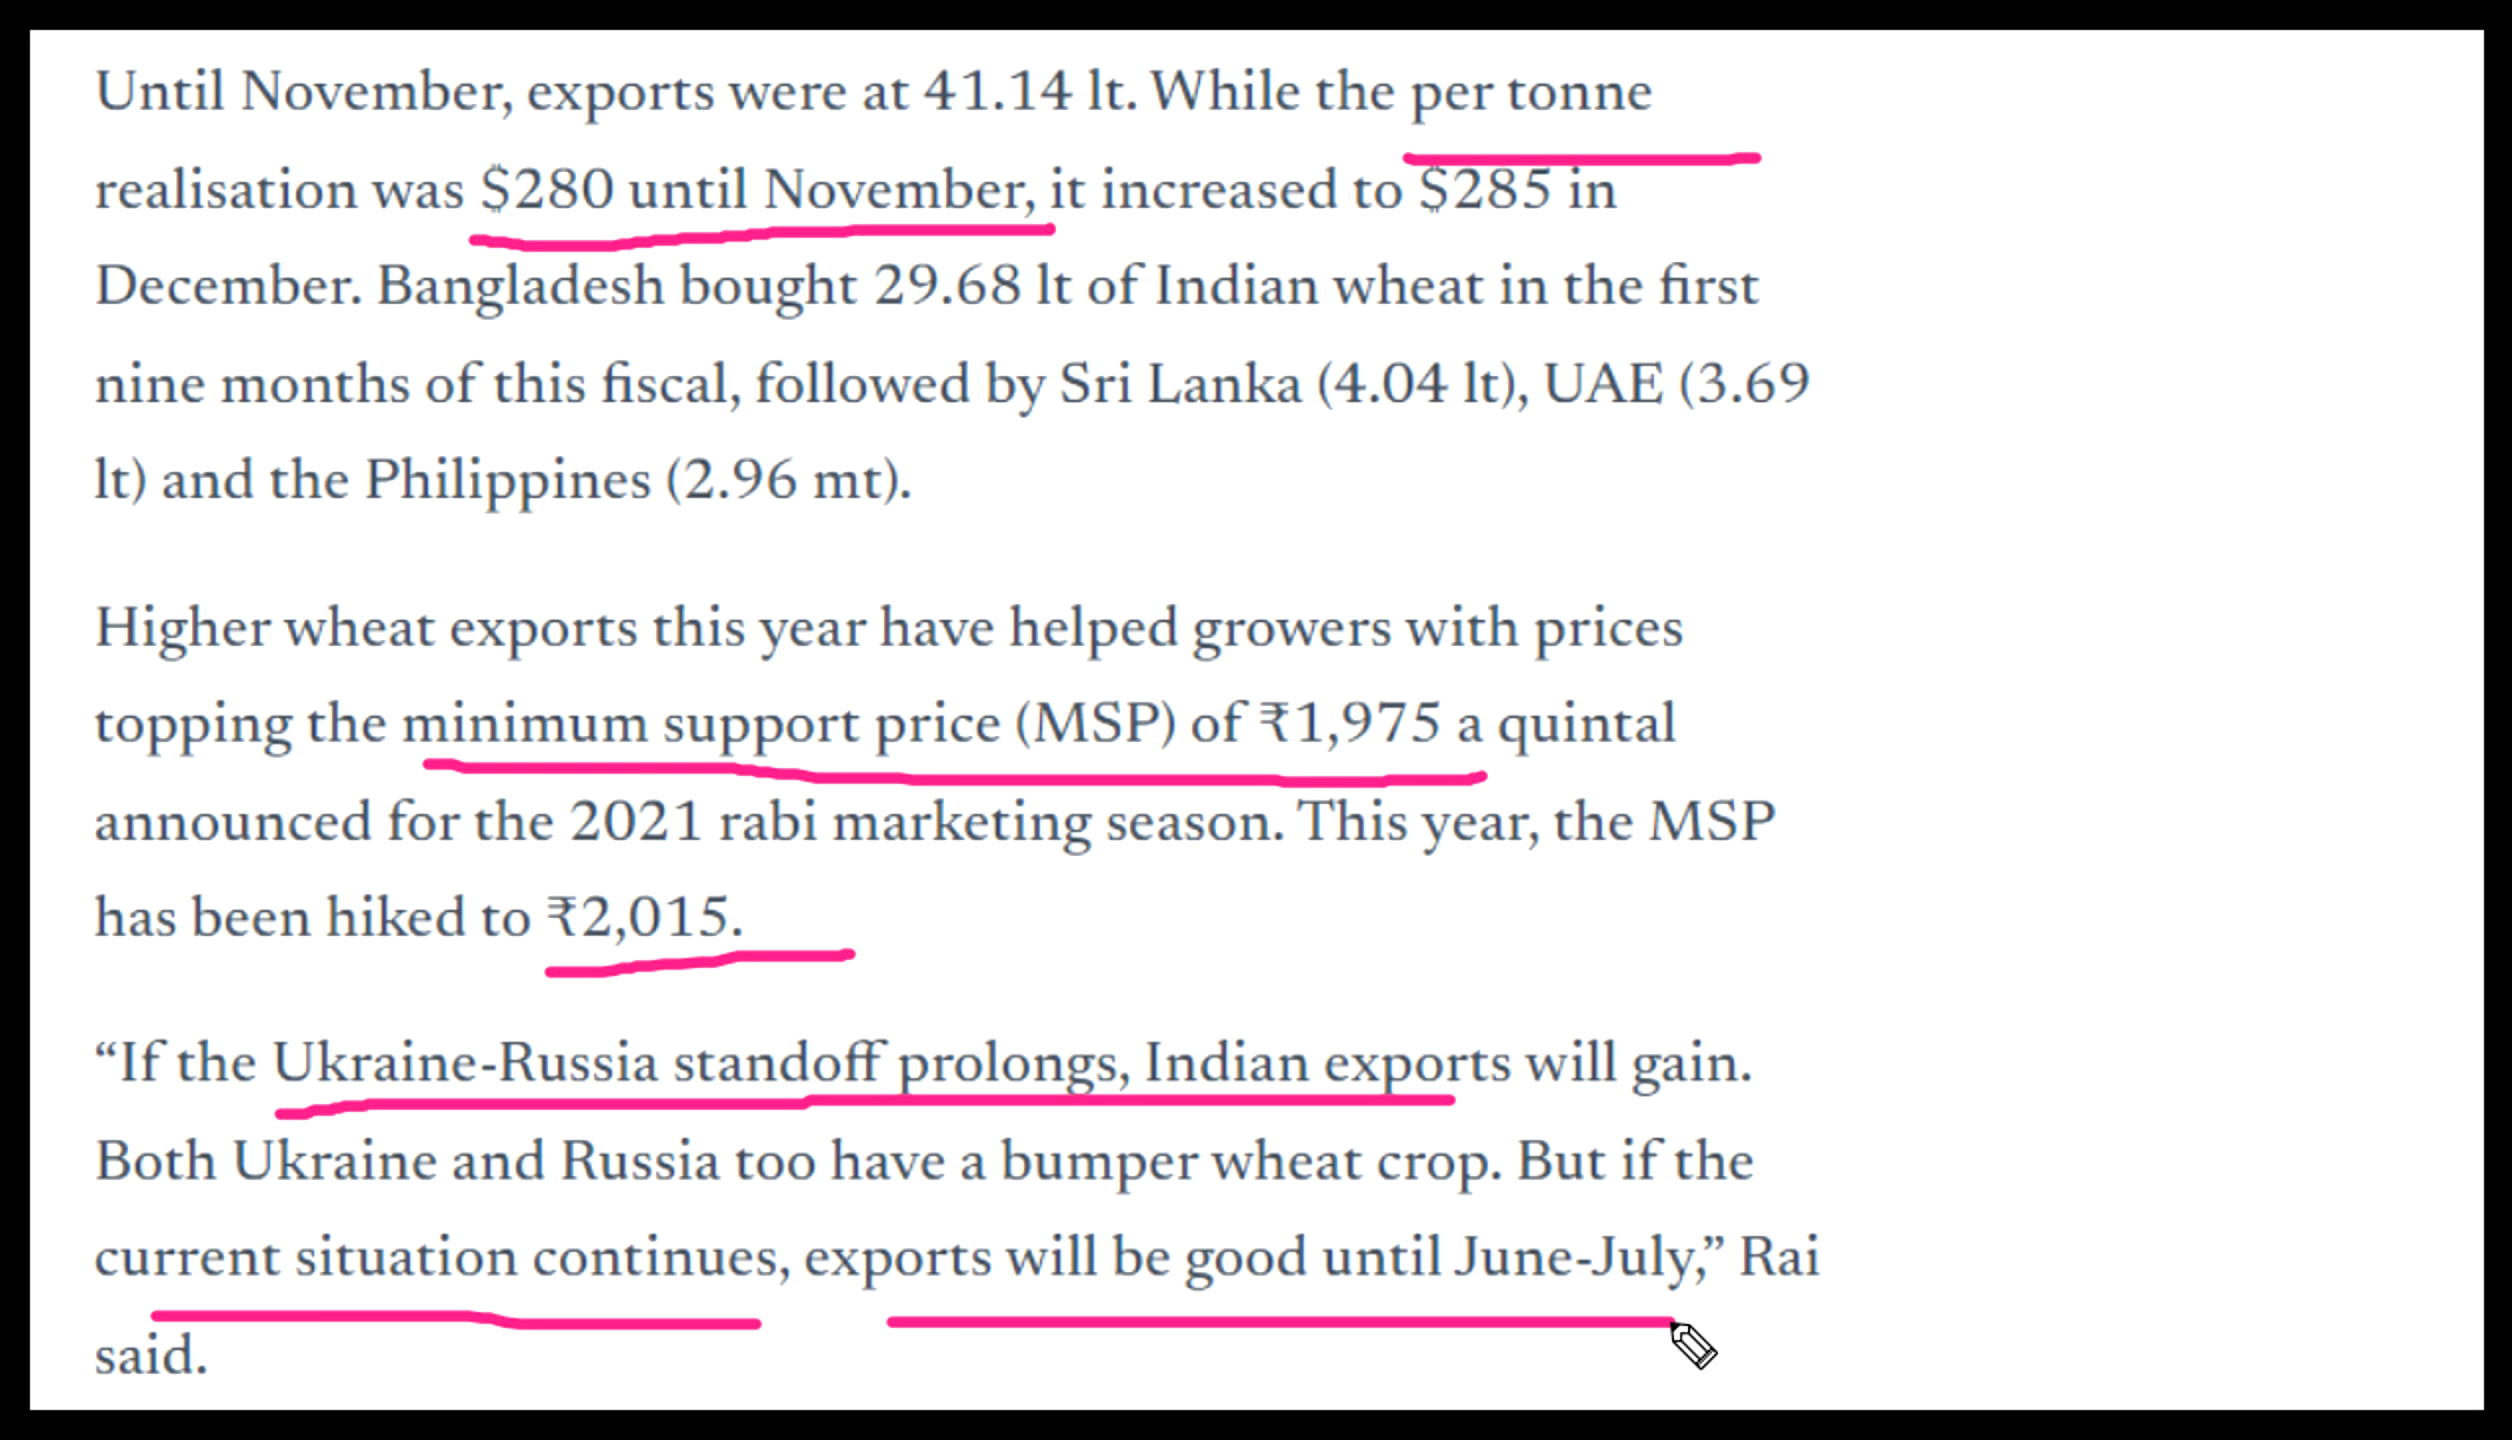 Until November, exports were at 41.14 lt. While the per tonne
realisation was $280 until November, it increased to $285 in
December. Bangladesh bought 29.68 lt of Indian wheat in the first
nine months of this fiscal, followed by Sri Lanka (4.04 lt), UAE (3.69
lt) and the Philippines (2.96 mt).
Higher wheat exports this year have helped growers with prices
topping the minimum support price (MSP) of ₹1,975 a quintal
announced for the 2021 rabi marketing season. This year, the MSP
has been hiked to ₹2,015.
“If the Ukraine-Russia standoff prolongs, Indian exports will gain.
Both Ukraine and Russia too have a bumper wheat crop. But if the
current situation continues, exports will be good until June-July,” Rai
said.